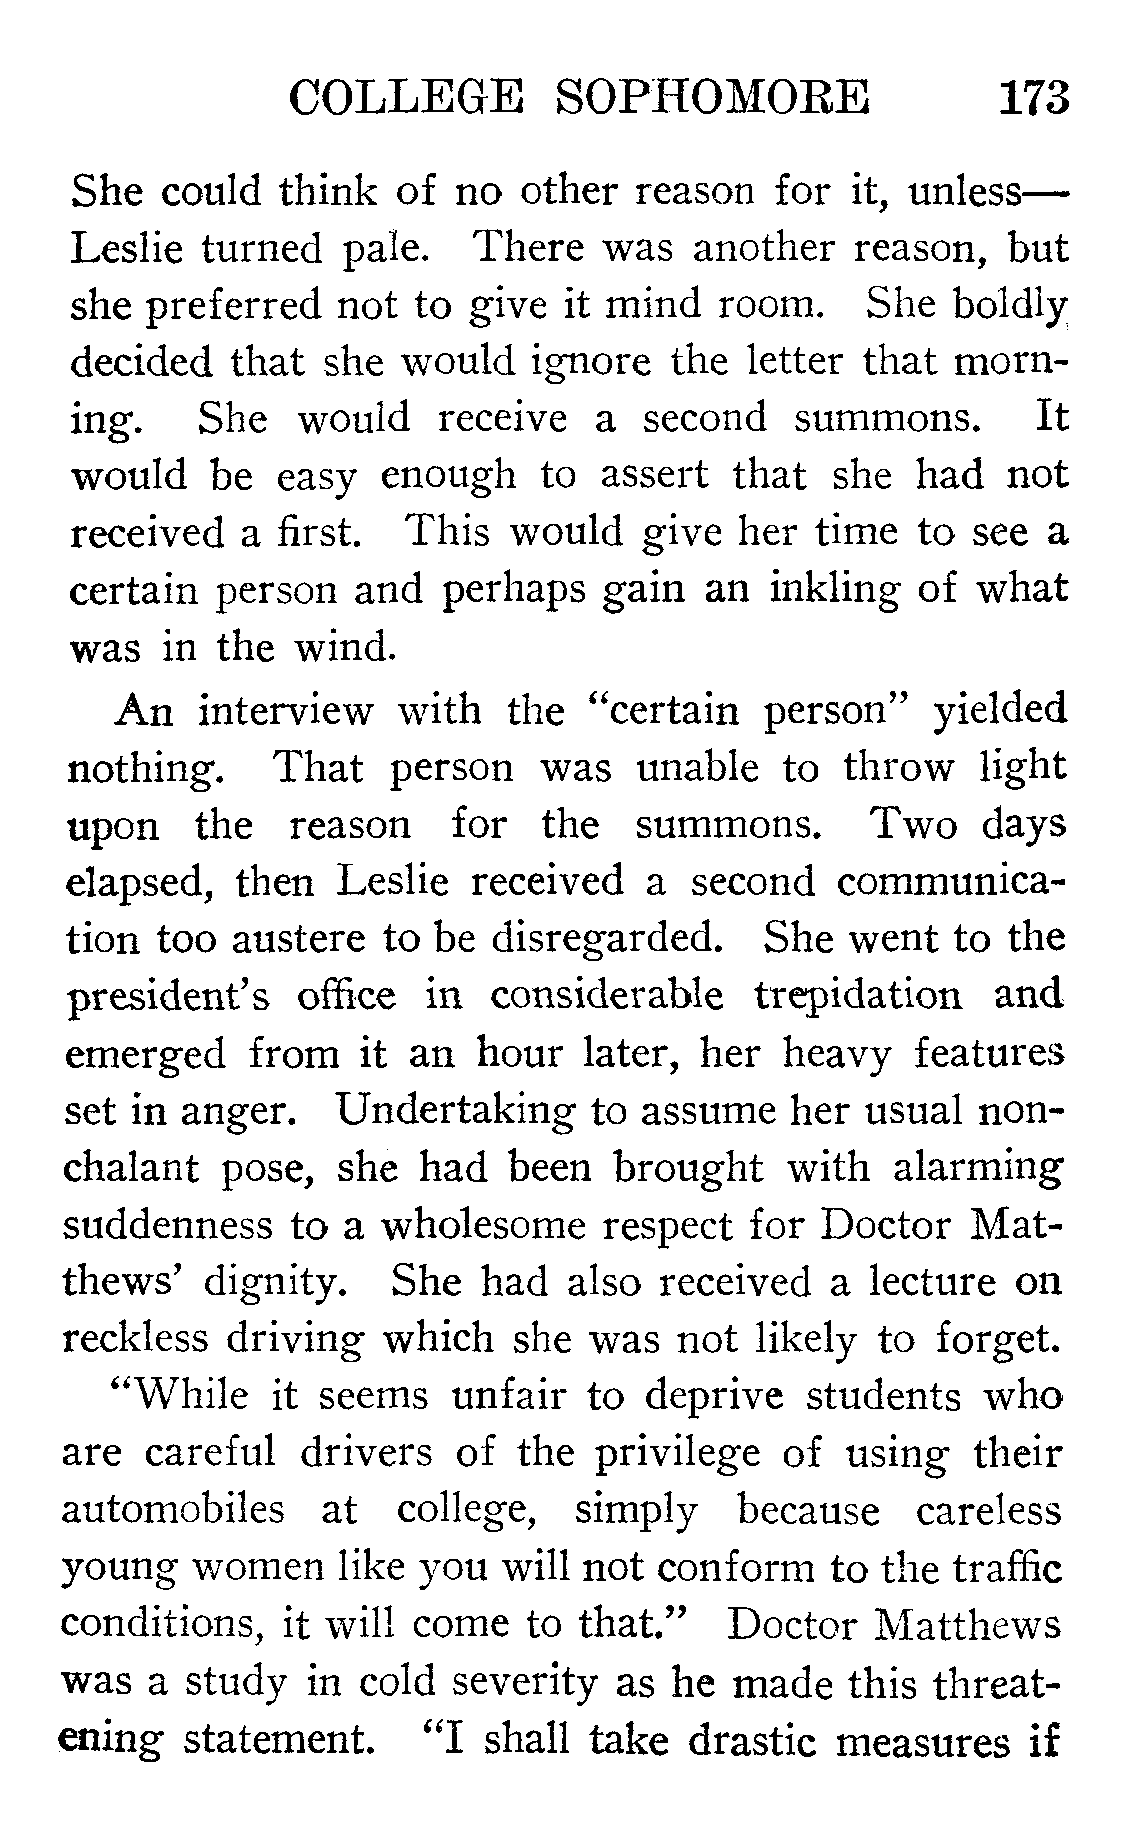 COLLEGE SOPHOMORE 173
She could think of no other reason for it, unless—
Leslie turned pale. There was another reason, but
she preferred not to give it mind room. She boldly
decided that she would ignore the letter that morn-
ing. She would receive a second summons. It
would be easy enough to assert that she had not
received a first. This would give her time to see a
certain person and perhaps gain an inkling of what
was in the wind.
An interview with the “certain person” yielded
nothing. That person was unable to throw light
upon the reason for the summons. Two days
elapsed, then Leslie received a second communica-
tion too austere to be disregarded. She went to the
president’s office in considerable trepidation and
emerged from it an hour later, her heavy features
set in anger. Undertaking to assume her usual non-
chalant pose, she had been brought with alarming
suddenness to a wholesome respect for Doctor Mat-
thews’ dignity. She had also received a lecture on
reckless driving which she was not likely to forget.
“While it seems unfair to deprive students who
are careful drivers of the privilege of using their
automobiles at college, simply because careless
young women like you will not conform to the traffic
conditions, it will come to that.” Doctor Matthews
was a study in cold severity as he made this threat-
ening statement. “I shall take drastic measures if